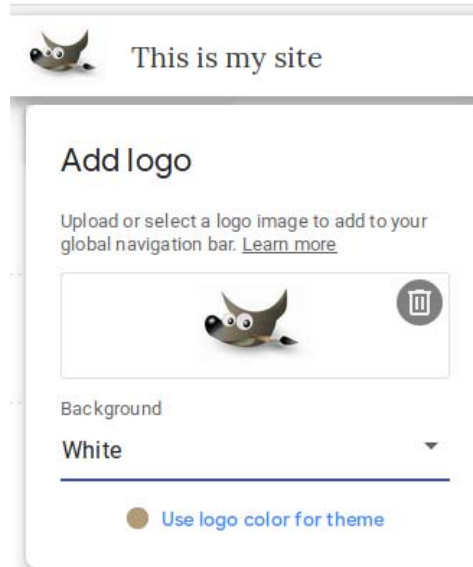 This is my site
Add logo
Upload or select a logo image to add to your
global navigation bar. Learn more
Background
White
Use logo color for theme